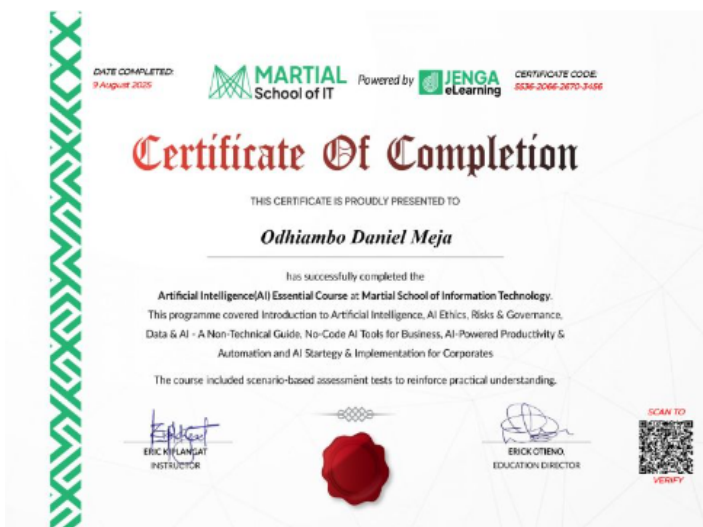 DATE COMPLETED:
9 August 2025
MARTIAL
School of IT
Powered by
JENGA
eLearning
CERTIFICATE CODE:
5536-2066-2670-3456
Certificate Of Completion
THIS CERTIFICATE IS PROUDLY PRESENTED TO
Odhiambo Daniel Meja
has successfully completed the
Artificial Intelligence(AI) Essential Course at Martial School of Information Technology.
This programme covered Introduction to Artificial Intelligence, AI Ethics, Risks & Governance,
Data & AI - A Non-Technical Guide, No-Code AI Tools for Business, AI-Powered Productivity &
Automation and AI Startegy & Implementation for Corporates
The course included scenario-based assessment tests to reinforce practical understanding.
ERIC KIPLANGAT
INSTRUCTOR
ERICK OTIENO,
EDUCATION DIRECTOR
SCAN TO
VERIFY